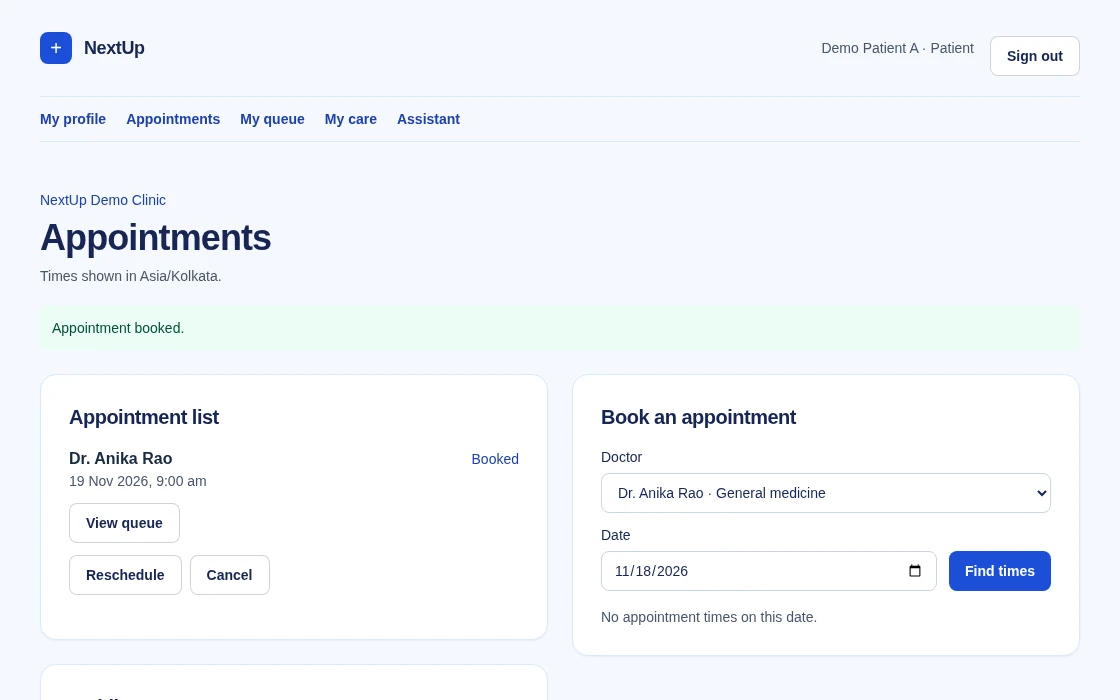 + NextUp
Demo Patient A · Patient
Sign out
My profile
Appointments
My queue
My care
Assistant
NextUp Demo Clinic
Appointments
Times shown in Asia/Kolkata.
Appointment booked.
Appointment list
Dr. Anika Rao
Booked
19 Nov 2026, 9:00 am
View queue
Reschedule
Cancel
Book an appointment
Doctor
Dr. Anika Rao · General medicine
Date
11/18/2026
Find times
No appointment times on this date.